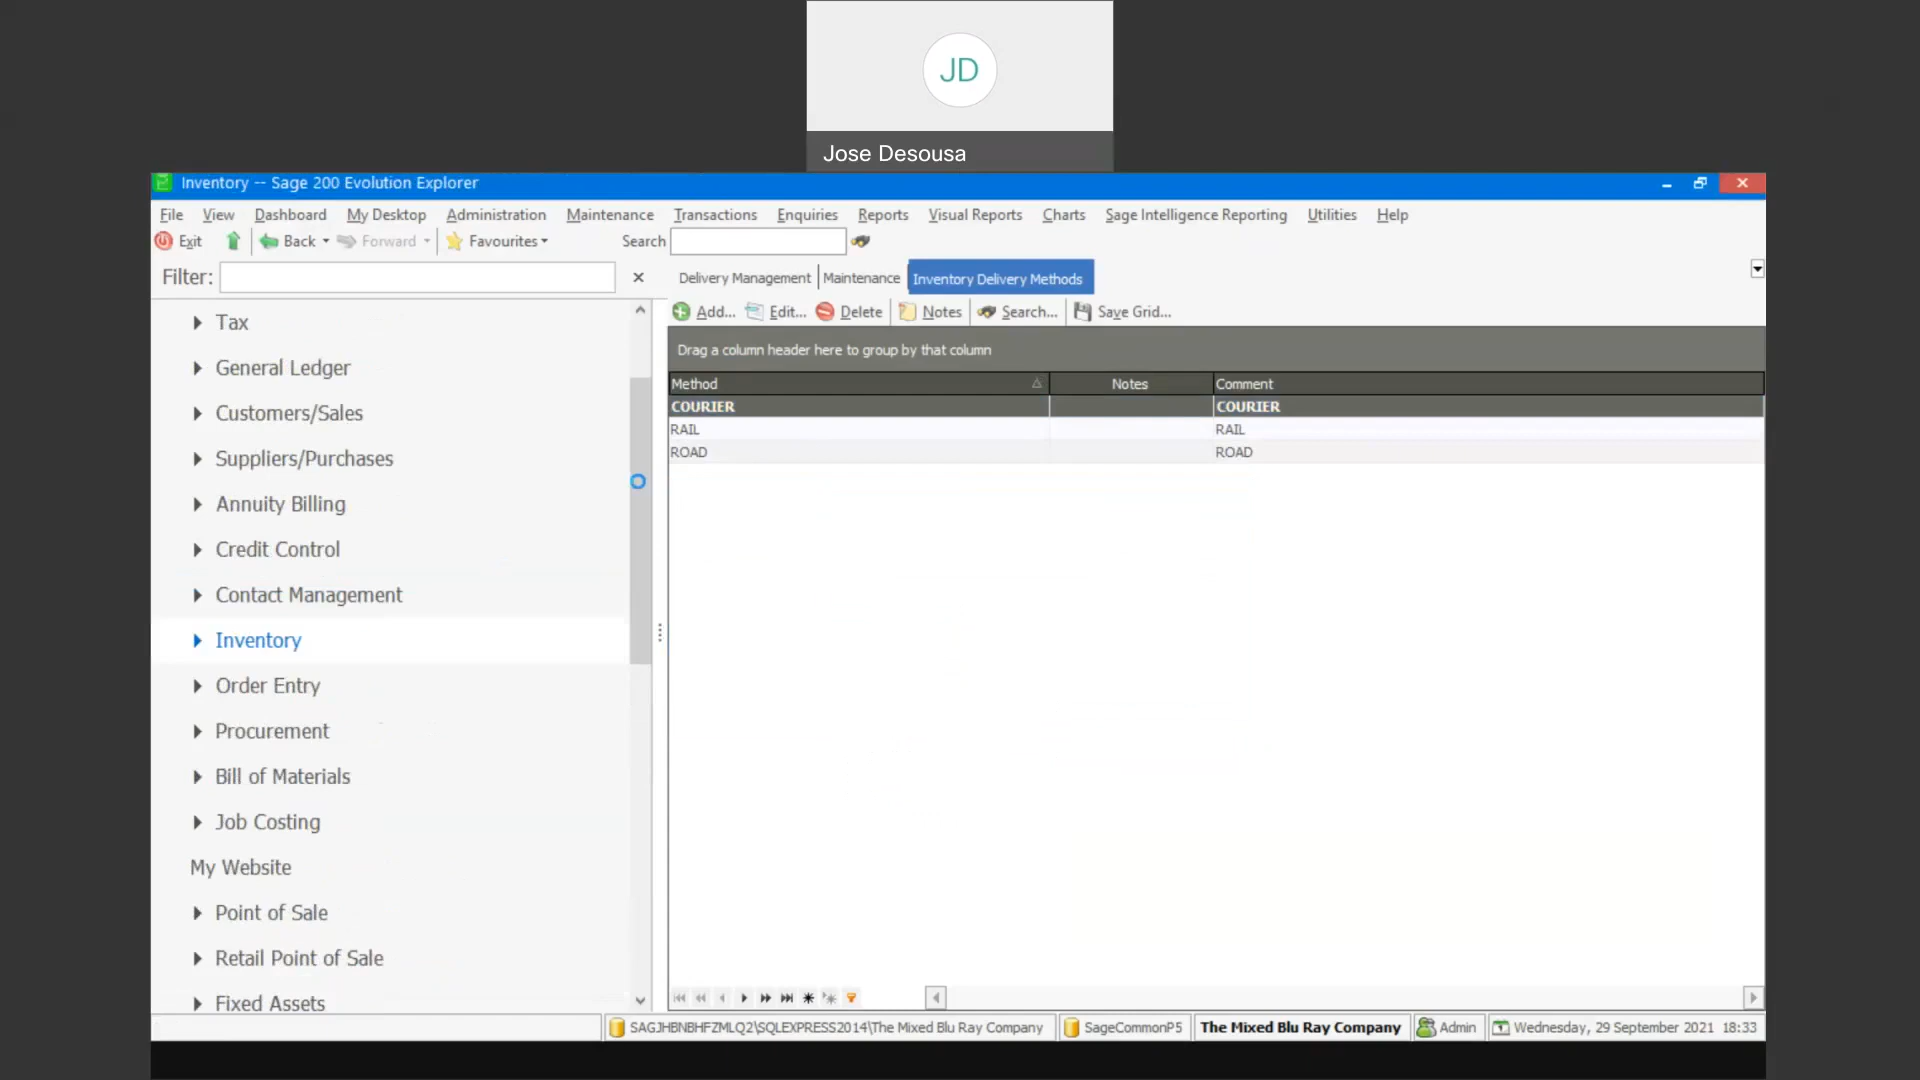 JD
Jose Desousa
Inventory -- Sage 200 Evolution Explorer
File View Dashboard My Desktop Administration Maintenance Transactions Enquiries Reports Visual Reports Charts Sage Intelligence Reporting Utilities Help
Exit Back Forward Favourites Search
Filter:
Delivery Management Maintenance Inventory Delivery Methods
Add... Edit... Delete Notes Search... Save Grid...
Drag a column header here to group by that column
Method Notes Comment
COURIER COURIER
RAIL RAIL
ROAD ROAD
Tax
General Ledger
Customers/Sales
Suppliers/Purchases
Annuity Billing
Credit Control
Contact Management
Inventory
Order Entry
Procurement
Bill of Materials
Job Costing
My Website
Point of Sale
Retail Point of Sale
Fixed Assets
SAGJHBNBHFZMLQ2\SQLEXPRESS2014\The Mixed Blu Ray Company SageCommonP5 The Mixed Blu Ray Company Admin Wednesday, 29 September 2021 18:33